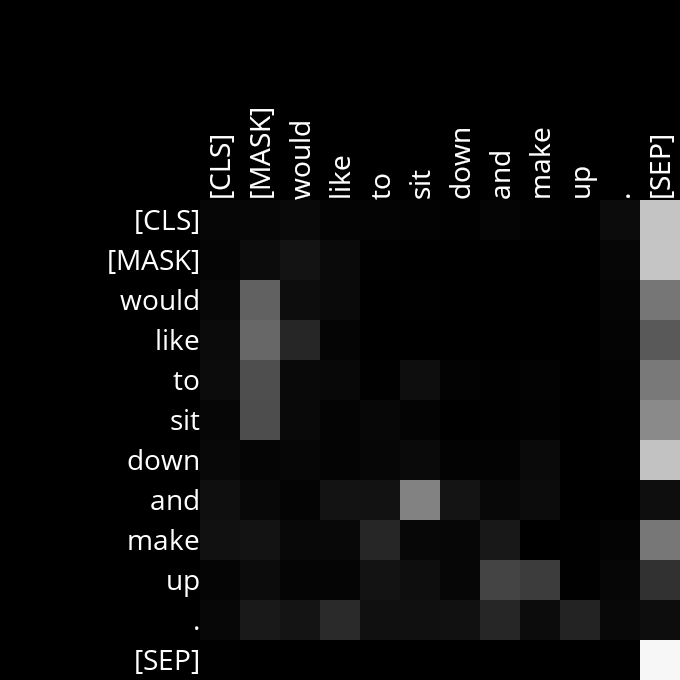 [CLS] [MASK] would like to sit down and make up . [SEP]
[CLS]
[MASK]
would
like
to
sit
down
and
make
up
.
[SEP]